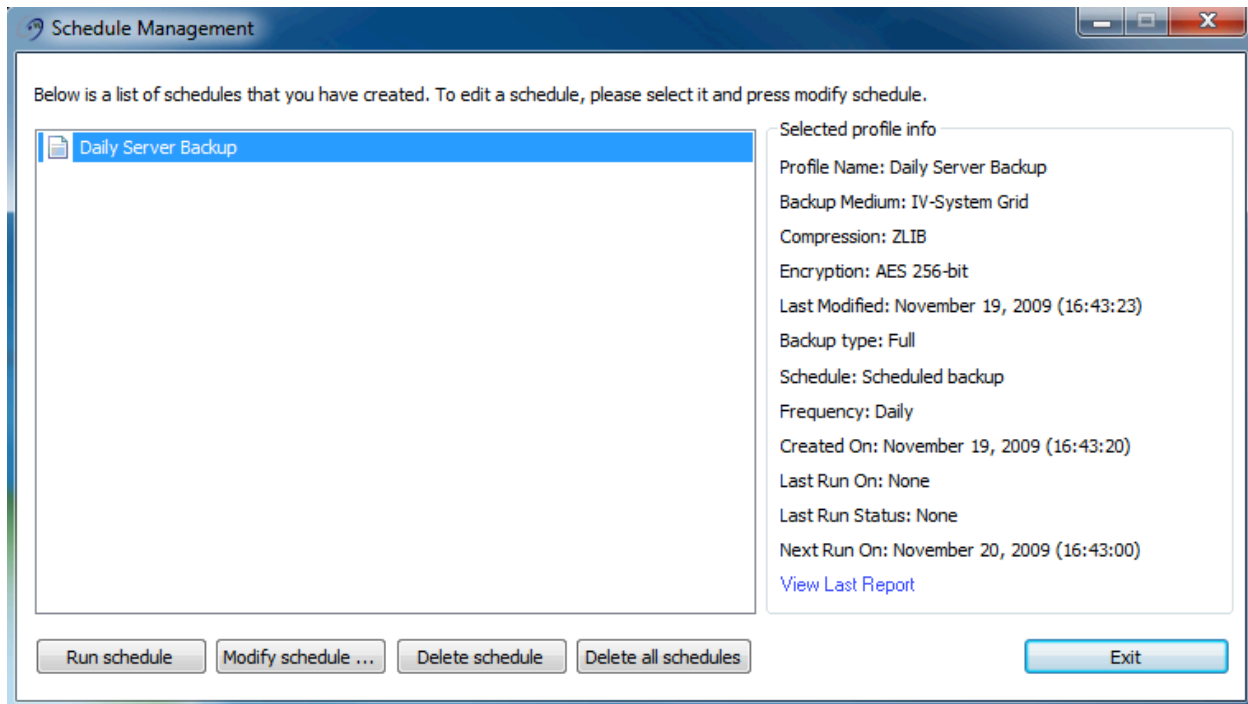 Schedule Management
Below is a list of schedules that you have created. To edit a schedule, please select it and press modify schedule.
Daily Server Backup
Selected profile info
Profile Name: Daily Server Backup
Backup Medium: IV-System Grid
Compression: ZLIB
Encryption: AES 256-bit
Last Modified: November 19, 2009 (16:43:23)
Backup type: Full
Schedule: Scheduled backup
Frequency: Daily
Created On: November 19, 2009 (16:43:20)
Last Run On: None
Last Run Status: None
Next Run On: November 20, 2009 (16:43:00)
View Last Report
Run schedule
Modify schedule ...
Delete schedule
Delete all schedules
Exit